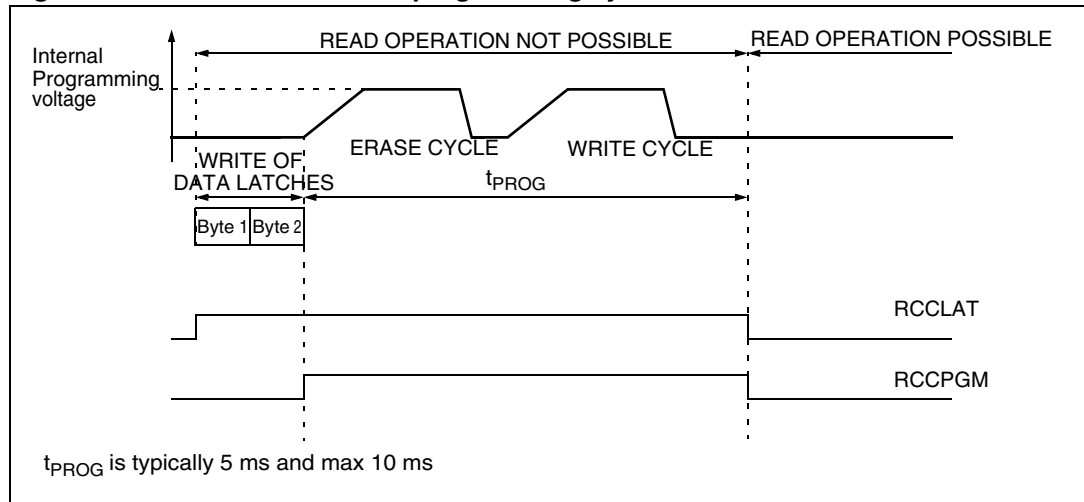 READ OPERATION NOT POSSIBLE
READ OPERATION POSSIBLE
Internal
Programming
voltage
ERASE CYCLE
WRITE CYCLE
WRITE OF
DATA LATCHES
tPROG
Byte 1
Byte 2
RCCLAT
RCCPGM
tPROG is typically 5 ms and max 10 ms